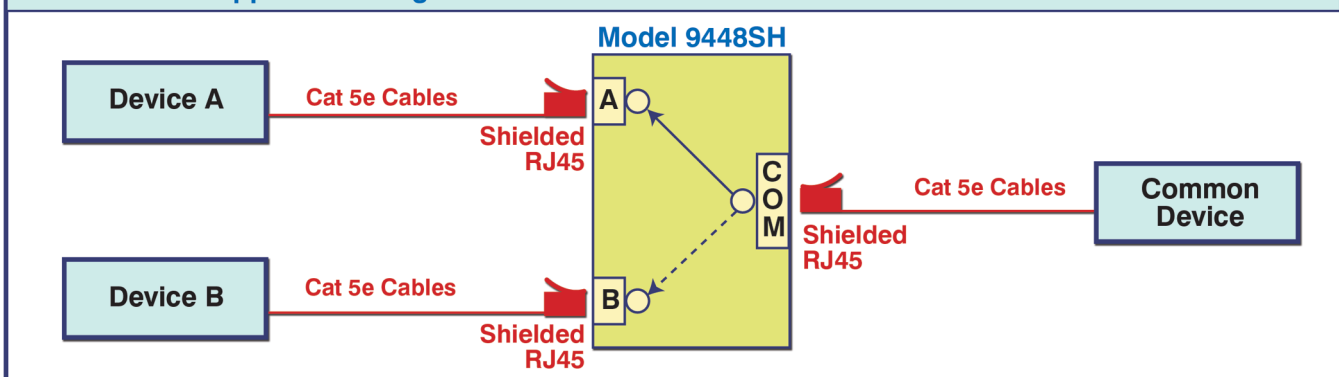 Model 9448SH
Device A
Cat 5e Cables
Shielded
RJ45
A
C
O
M
Shielded
RJ45
Cat 5e Cables
Common
Device
Device B
Cat 5e Cables
Shielded
RJ45
B